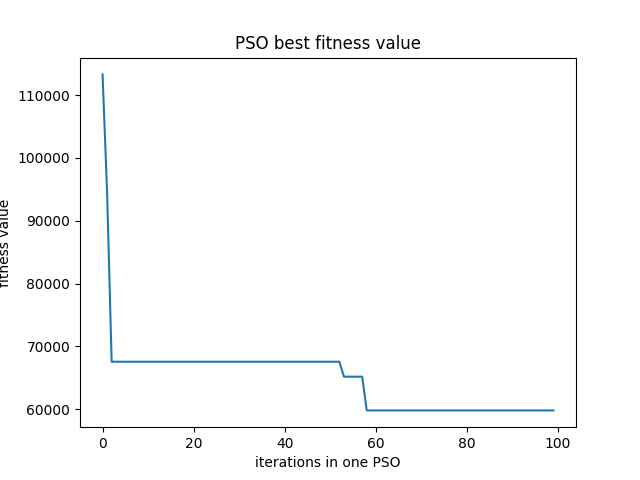 PSO best fitness value
110000
100000
90000
80000
70000
60000
fitness value
0 20 40 60 80 100
iterations in one PSO